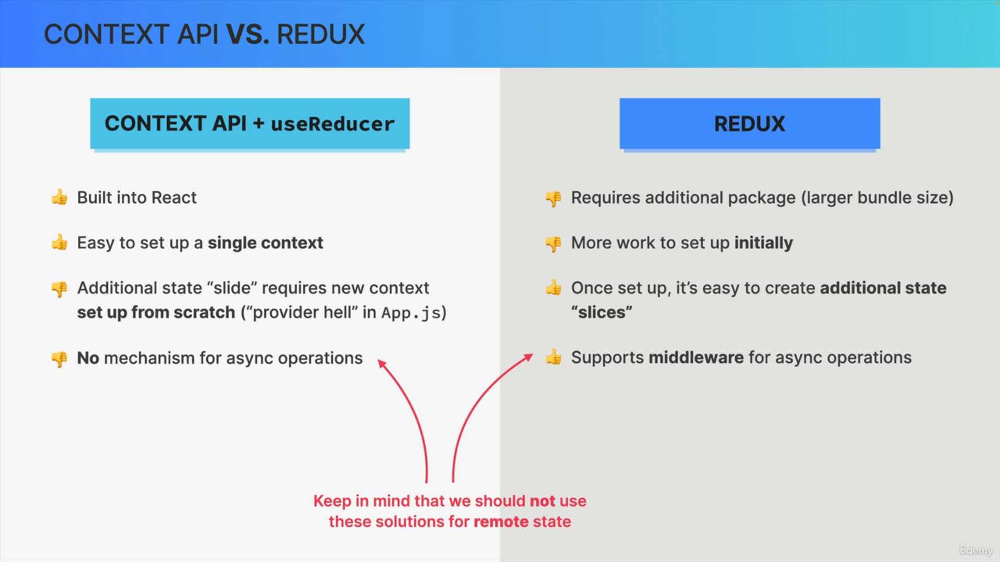 CONTEXT API VS. REDUX
CONTEXT API + useReducer
👍 Built into React
👍 Easy to set up a single context
👎 Additional state “slide” requires new context
set up from scratch (“provider hell” in App.js)
👎 No mechanism for async operations
REDUX
👎 Requires additional package (larger bundle size)
👎 More work to set up initially
👍 Once set up, it’s easy to create additional state
“slices”
👍 Supports middleware for async operations
Keep in mind that we should not use
these solutions for remote state
ûdemy